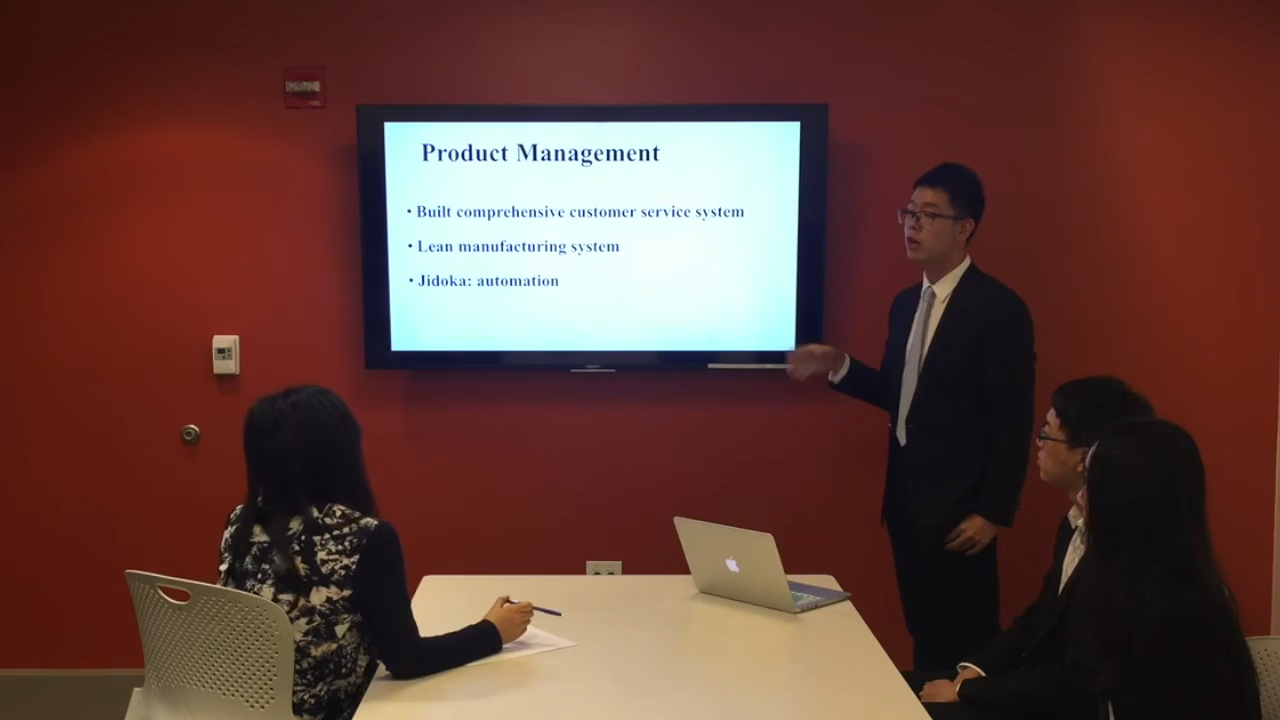 Product Management
• Built comprehensive customer service system
• Lean manufacturing system
• Jidoka: automation